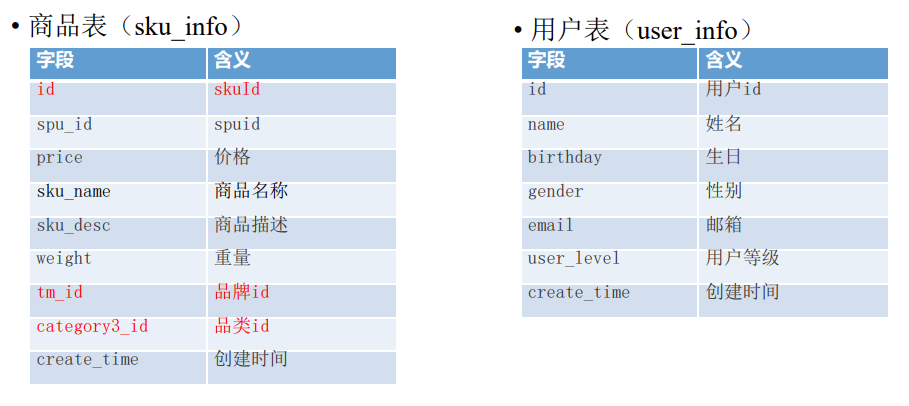 • 商品表（sku_info）
字段 含义
id skuId
spu_id spuid
price 价格
sku_name 商品名称
sku_desc 商品描述
weight 重量
tm_id 品牌id
category3_id 品类id
create_time 创建时间
• 用户表（user_info）
字段 含义
id 用户id
name 姓名
birthday 生日
gender 性别
email 邮箱
user_level 用户等级
create_time 创建时间